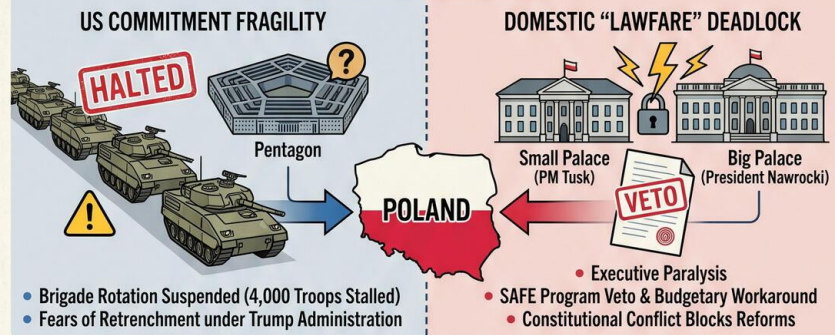 US COMMITMENT FRAGILITY
HALTED
?
Pentagon
• Brigade Rotation Suspended (4,000 Troops Stalled)
• Fears of Retrenchment under Trump Administration
POLAND
DOMESTIC “LAWFARE” DEADLOCK
Small Palace
(PM Tusk)
Big Palace
(President Nawrocki)
VETO
• Executive Paralysis
• SAFE Program Veto & Budgetary Workaround
• Constitutional Conflict Blocks Reforms